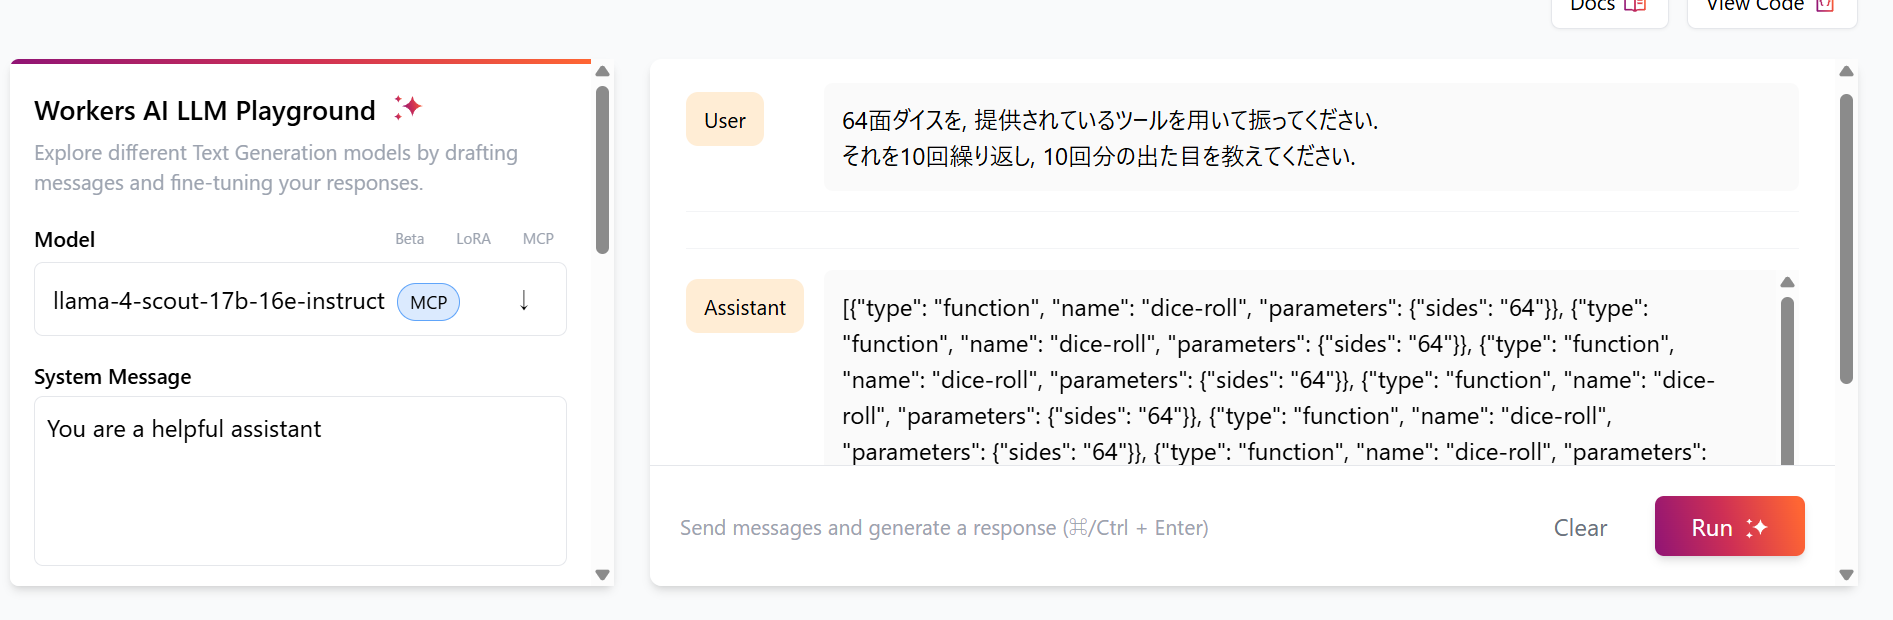 Docs
View Code
Workers AI LLM Playground
Explore different Text Generation models by drafting
messages and fine-tuning your responses.
Model
Beta
LoRA
MCP
llama-4-scout-17b-16e-instruct
MCP
↓
System Message
You are a helpful assistant
User
64面ダイスを, 提供されているツールを用いて振ってください.
それを10回繰り返し, 10回分の出た目を教えてください.
Assistant
[{"type": "function", "name": "dice-roll", "parameters": {"sides": "64"}}, {"type":
"function", "name": "dice-roll", "parameters": {"sides": "64"}}, {"type": "function",
"name": "dice-roll", "parameters": {"sides": "64"}}, {"type": "function", "name": "dice-
roll", "parameters": {"sides": "64"}}, {"type": "function", "name": "dice-roll",
"parameters": {"sides": "64"}}, {"type": "function", "name": "dice-roll", "parameters":
Send messages and generate a response (⌘/Ctrl + Enter)
Clear
Run